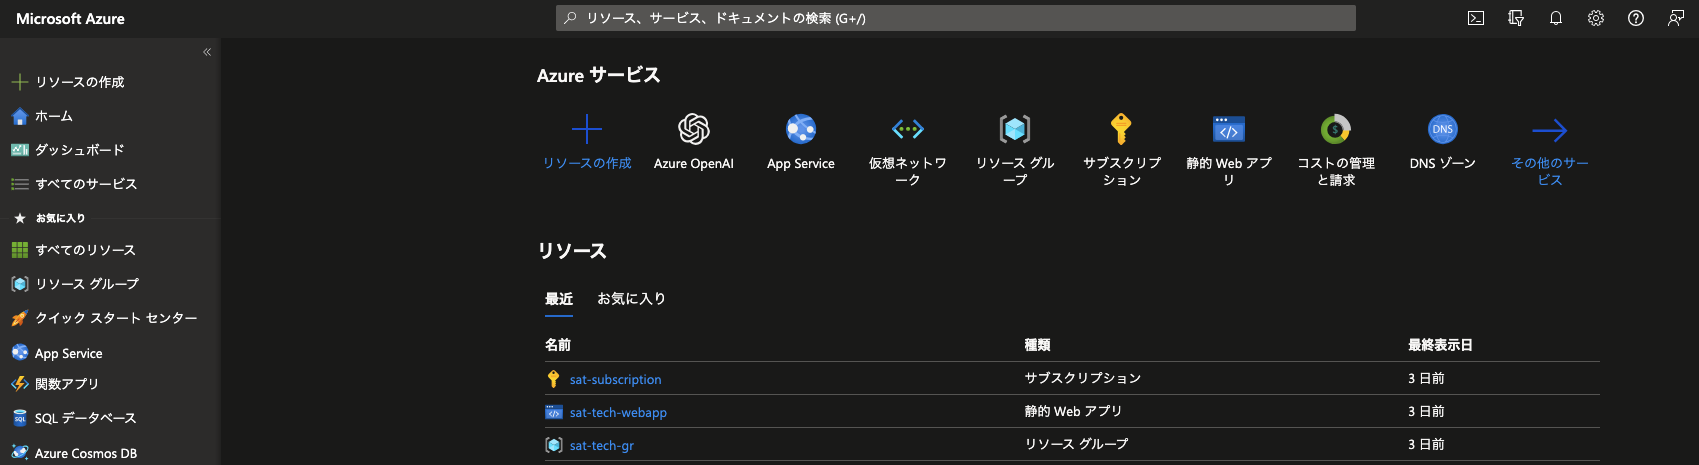 Microsoft Azure
リソース、サービス、ドキュメントの検索 (G+/)
リソースの作成
ホーム
ダッシュボード
すべてのサービス
お気に入り
すべてのリソース
リソース グループ
クイック スタート センター
App Service
関数アプリ
SQL データベース
Azure Cosmos DB
Azure サービス
リソースの作成
Azure OpenAI
App Service
仮想ネットワ
ーク
リソース グル
ープ
サブスクリプ
ション
静的 Web アプ
リ
コストの管理
と請求
DNS
DNS ゾーン
その他のサー
ビス
リソース
最近 お気に入り
名前 種類 最終表示日
sat-subscription サブスクリプション 3 日前
sat-tech-webapp 静的 Web アプリ 3 日前
sat-tech-gr リソース グループ 3 日前